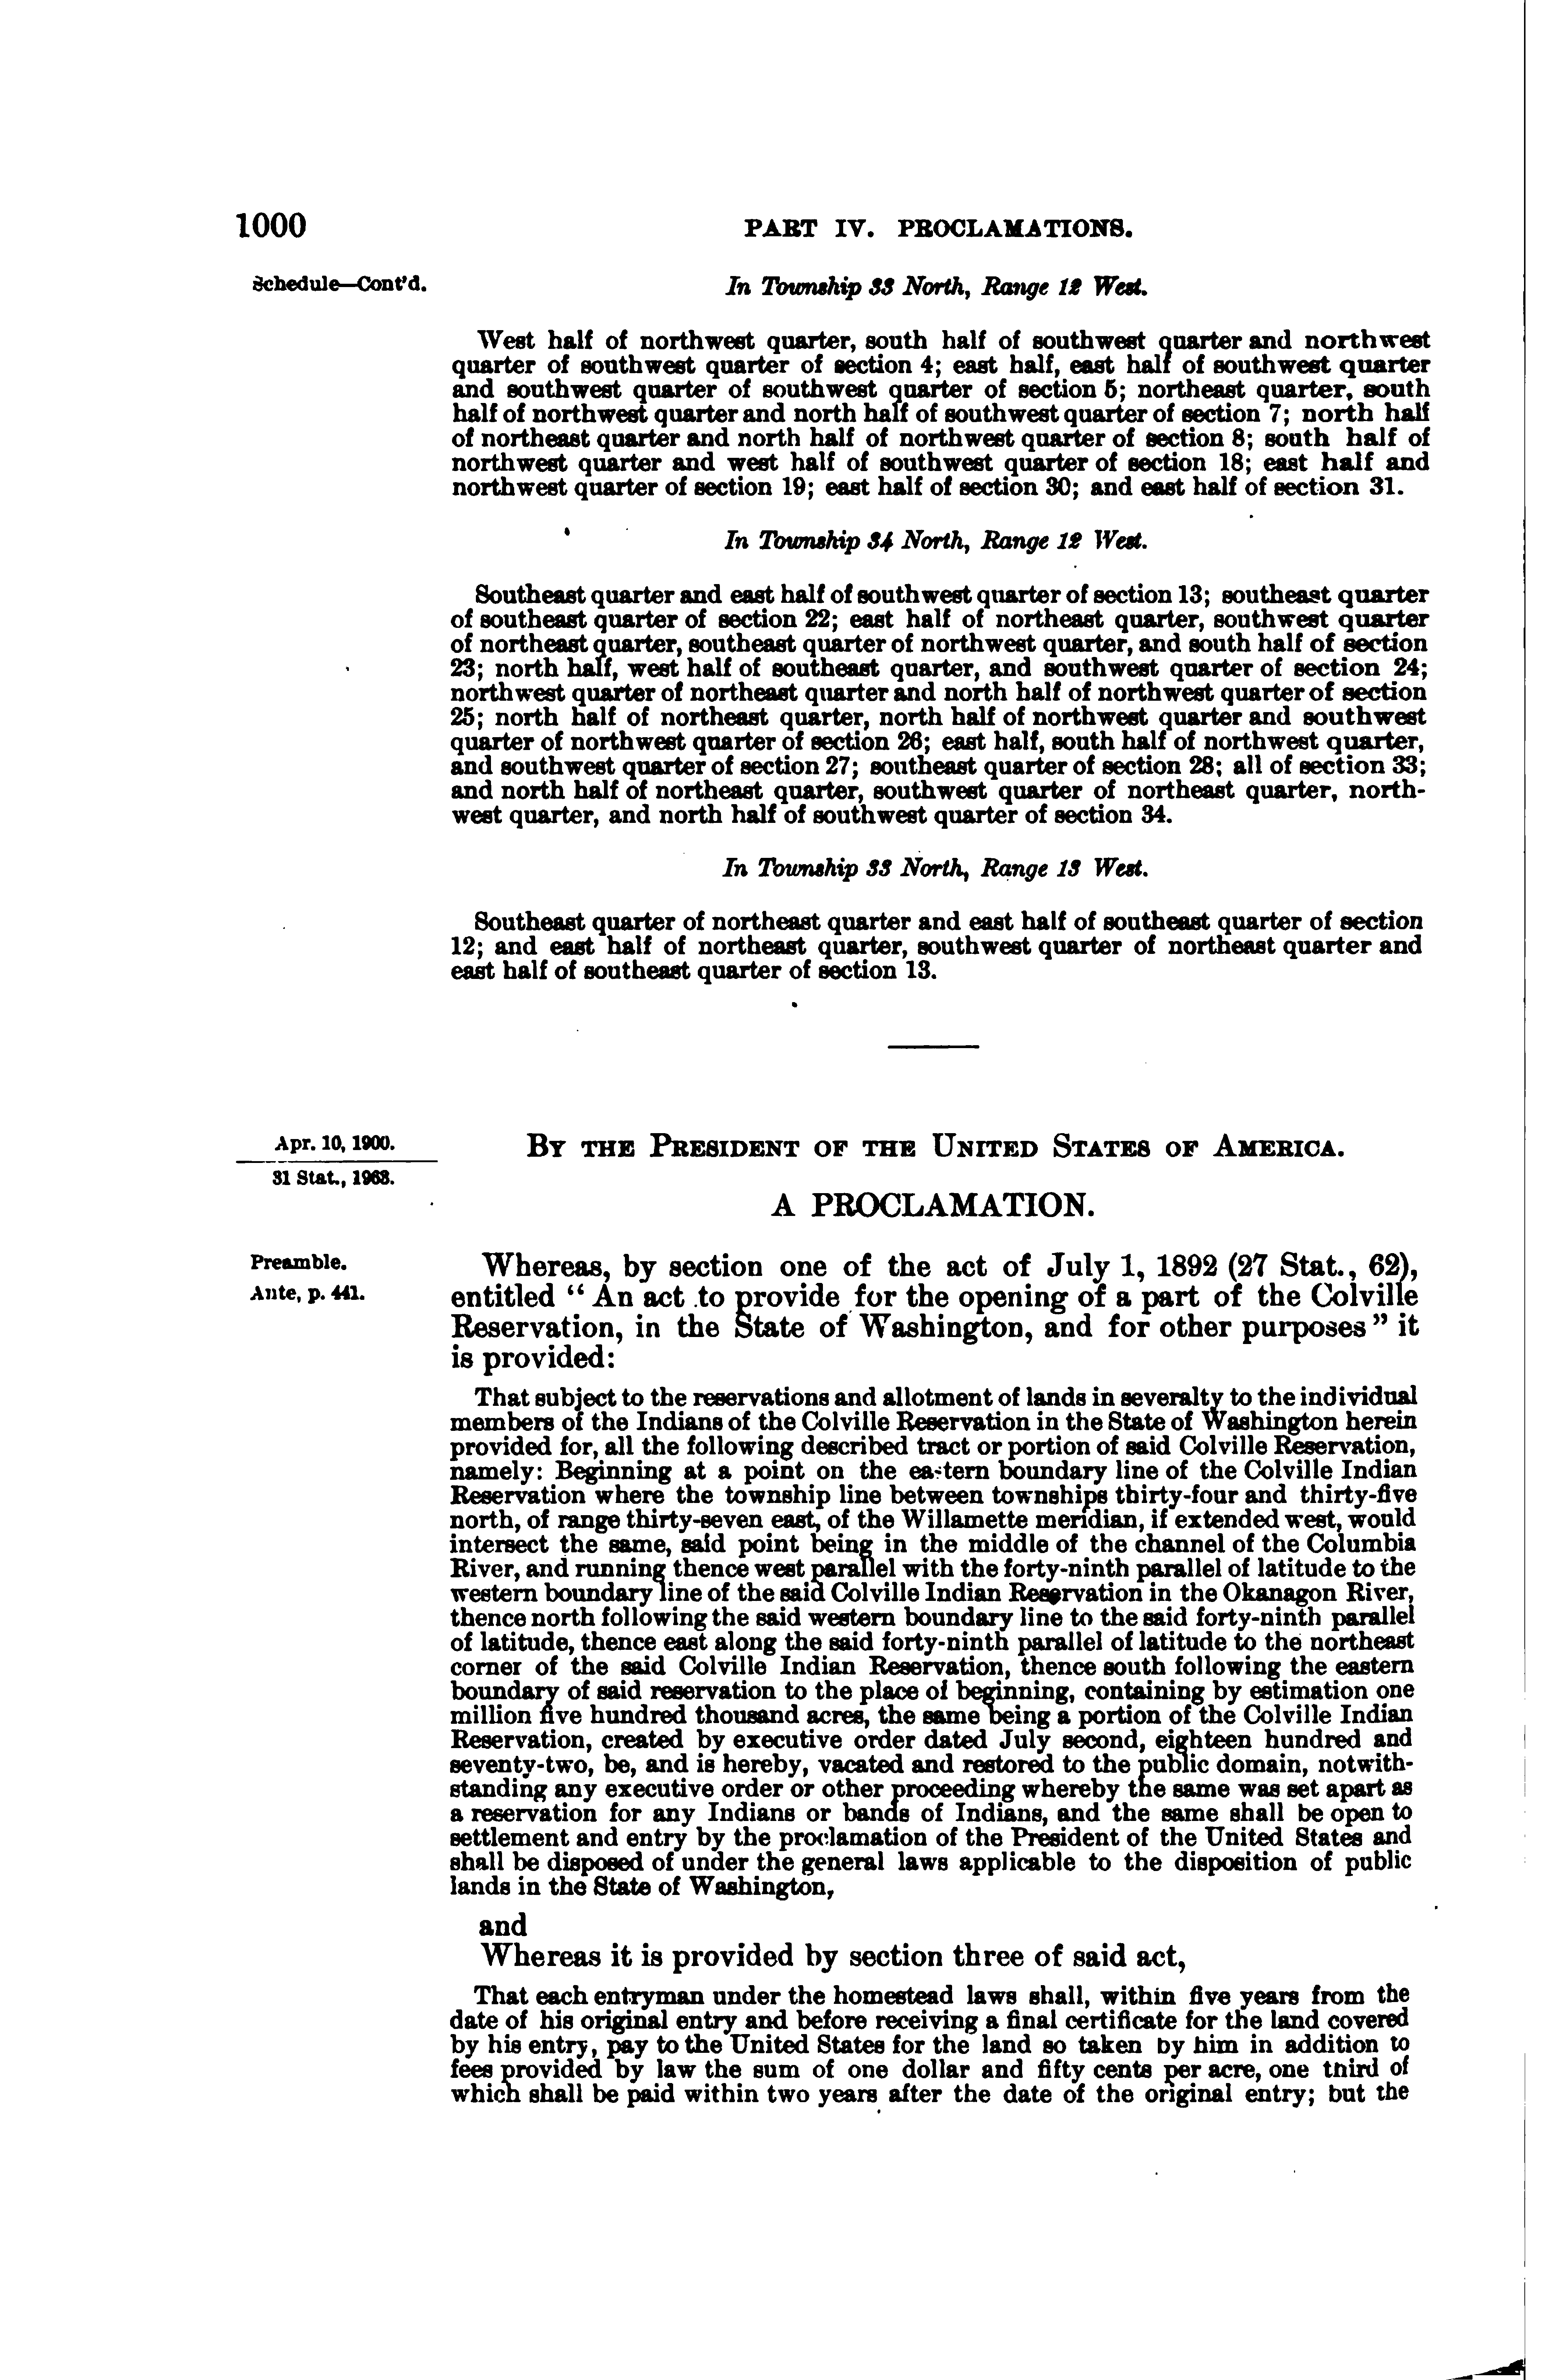 1000
PART IV. PROCLAMATIONS.
Schedule—Cont'd.
In Township 33 North, Range 12 West.
West half of northwest quarter, south half of southwest quarter and northwest
quarter of southwest quarter of section 4; east half, east half of southwest quarter
and southwest quarter of southwest quarter of section 5; northeast quarter, south
half of northwest quarter and north half of southwest quarter of section 7; north half
of northeast quarter and north half of northwest quarter of section 8; south half of
northwest quarter and west half of southwest quarter of section 18; east half and
northwest quarter of section 19; east half of section 30; and east half of section 31.
In Township 34 North, Range 12 West.
Southeast quarter and east half of southwest quarter of section 13; southeast quarter
of southeast quarter of section 22; east half of northeast quarter, southwest quarter
of northeast quarter, southeast quarter of northwest quarter, and south half of section
23; north half, west half of southeast quarter, and southwest quarter of section 24;
northwest quarter of northeast quarter and north half of northwest quarter of section
25; north half of northeast quarter, north half of northwest quarter and southwest
quarter of northwest quarter of section 26; east half, south half of northwest quarter,
and southwest quarter of section 27; southeast quarter of section 28; all of section 33;
and north half of northeast quarter, southwest quarter of northeast quarter, north-
west quarter, and north half of southwest quarter of section 34.
In Township 33 North, Range 13 West.
Southeast quarter of northeast quarter and east half of southeast quarter of section
12; and east half of northeast quarter, southwest quarter of northeast quarter and
east half of southeast quarter of section 13.
Apr. 10, 1900.
31 Stat., 1963.
BY THE PRESIDENT OF THE UNITED STATES OF AMERICA.
A PROCLAMATION.
Preamble.
Ante, p. 441.
Whereas, by section one of the act of July 1, 1892 (27 Stat., 62),
entitled "An act to provide for the opening of a part of the Colville
Reservation, in the State of Washington, and for other purposes" it
is provided:
That subject to the reservations and allotment of lands in severalty to the individual
members of the Indians of the Colville Reservation in the State of Washington herein
provided for, all the following described tract or portion of said Colville Reservation,
namely: Beginning at a point on the eastern boundary line of the Colville Indian
Reservation where the township line between townships thirty-four and thirty-five
north, of range thirty-seven east, of the Willamette meridian, if extended west, would
intersect the same, said point being in the middle of the channel of the Columbia
River, and running thence west parallel with the forty-ninth parallel of latitude to the
western boundary line of the said Colville Indian Reservation in the Okanagon River,
thence north following the said western boundary line to the said forty-ninth parallel
of latitude, thence east along the said forty-ninth parallel of latitude to the northeast
corner of the said Colville Indian Reservation, thence south following the eastern
boundary of said reservation to the place of beginning, containing by estimation one
million five hundred thousand acres, the same being a portion of the Colville Indian
Reservation, created by executive order dated July second, eighteen hundred and
seventy-two, be, and is hereby, vacated and restored to the public domain, notwith-
standing any executive order or other proceeding whereby the same was set apart as
a reservation for any Indians or bands of Indians, and the same shall be open to
settlement and entry by the proclamation of the President of the United States and
shall be disposed of under the general laws applicable to the disposition of public
lands in the State of Washington,
and
Whereas it is provided by section three of said act,
That each entryman under the homestead laws shall, within five years from the
date of his original entry and before receiving a final certificate for the land covered
by his entry, pay to the United States for the land so taken by him in addition to
fees provided by law the sum of one dollar and fifty cents per acre, one third of
which shall be paid within two years after the date of the original entry; but the